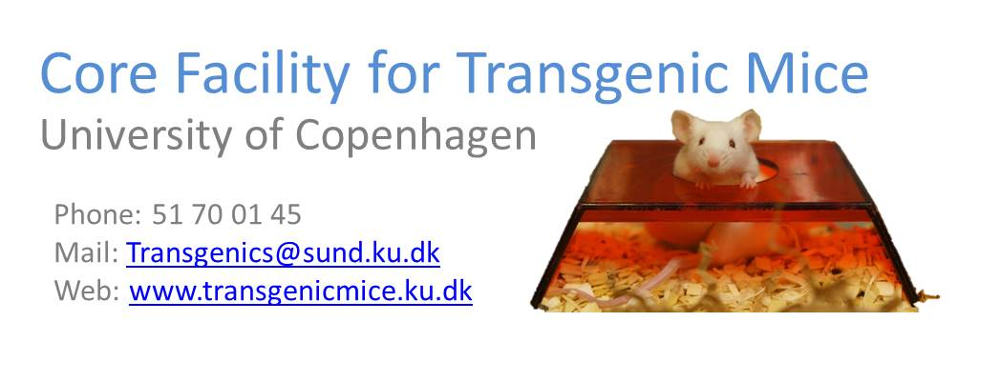 Core Facility for Transgenic Mice
University of Copenhagen
Phone: 51 70 01 45
Mail: Transgenics@sund.ku.dk
Web: www.transgenicmice.ku.dk